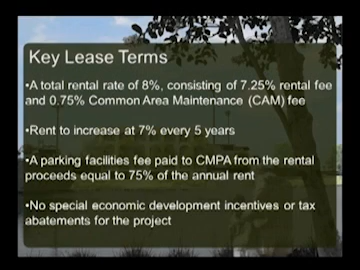 Key Lease Terms
•A total rental rate of 8%, consisting of 7.25% rental fee
and 0.75% Common Area Maintenance (CAM) fee
•Rent to increase at 7% every 5 years
•A parking facilities fee paid to CMPA from the rental
proceeds equal to 75% of the annual rent
•No special economic development incentives or tax
abatements for the project